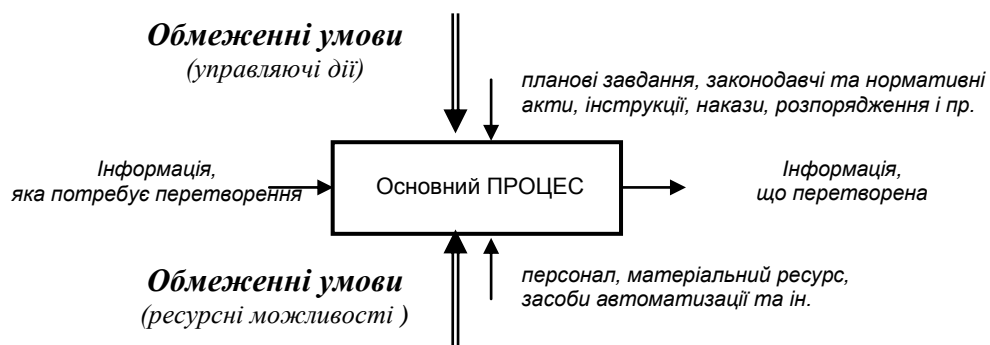 Обмеженні умови
(управляючі дії)
планові завдання, законодавчі та нормативні
акти, інструкції, накази, розпорядження і пр.
Інформація,
яка потребує перетворення
Основний ПРОЦЕС
Інформація,
що перетворена
Обмеженні умови
(ресурсні можливості )
персонал, матеріальний ресурс,
засоби автоматизації та ін.